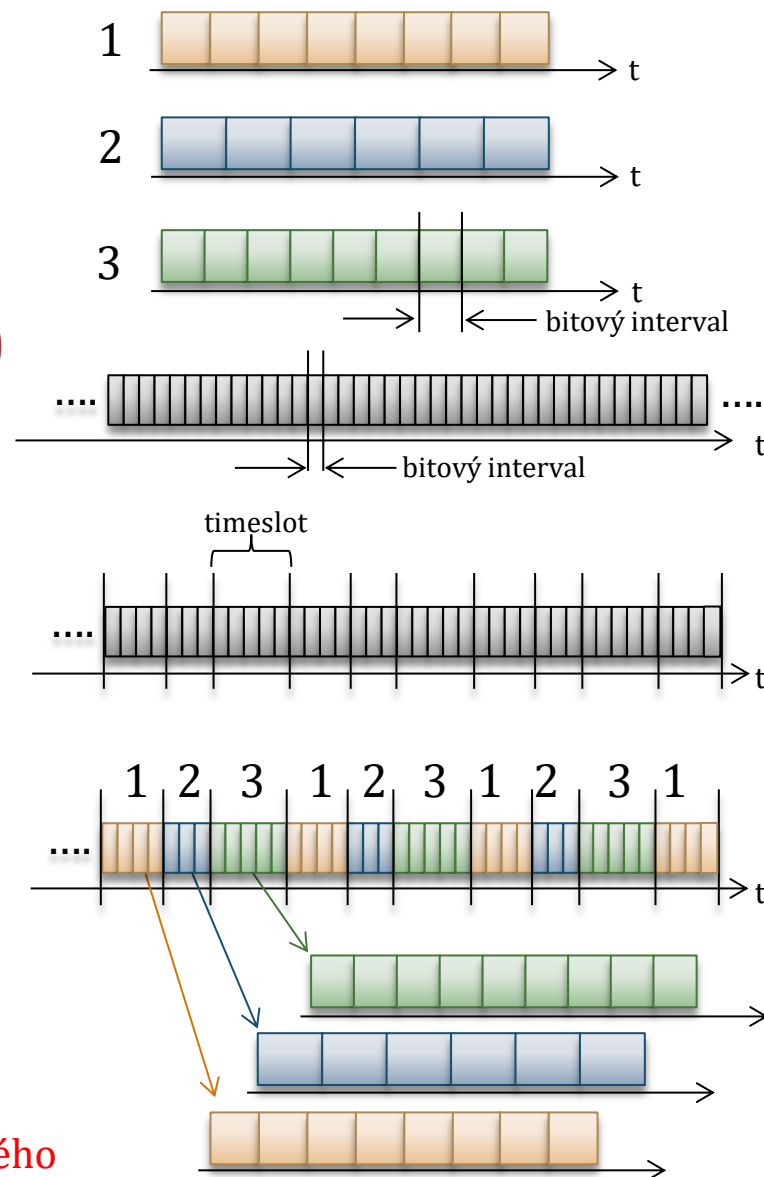 1
t
2
t
3
t
bitový interval
)
.... ....
t
bitový interval
timeslot
....
t
1 2 3 1 2 3 1 2 3 1
....
t
ého